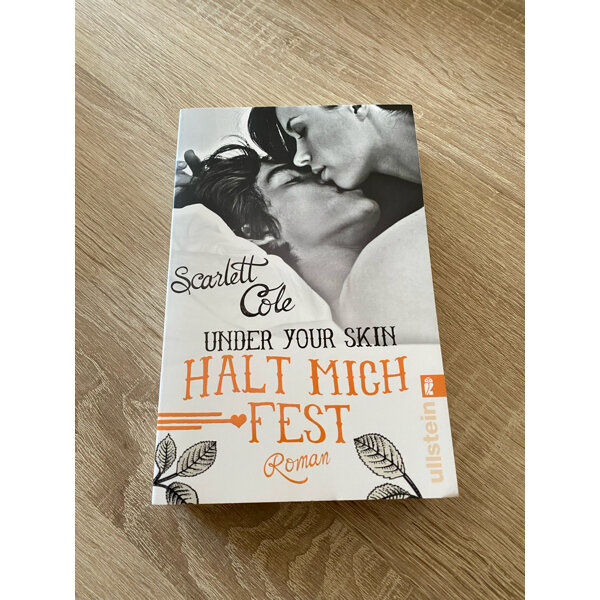 Scarlett
Cole
UNDER YOUR SKIN
HALT MICH
FEST
Roman
ullstein